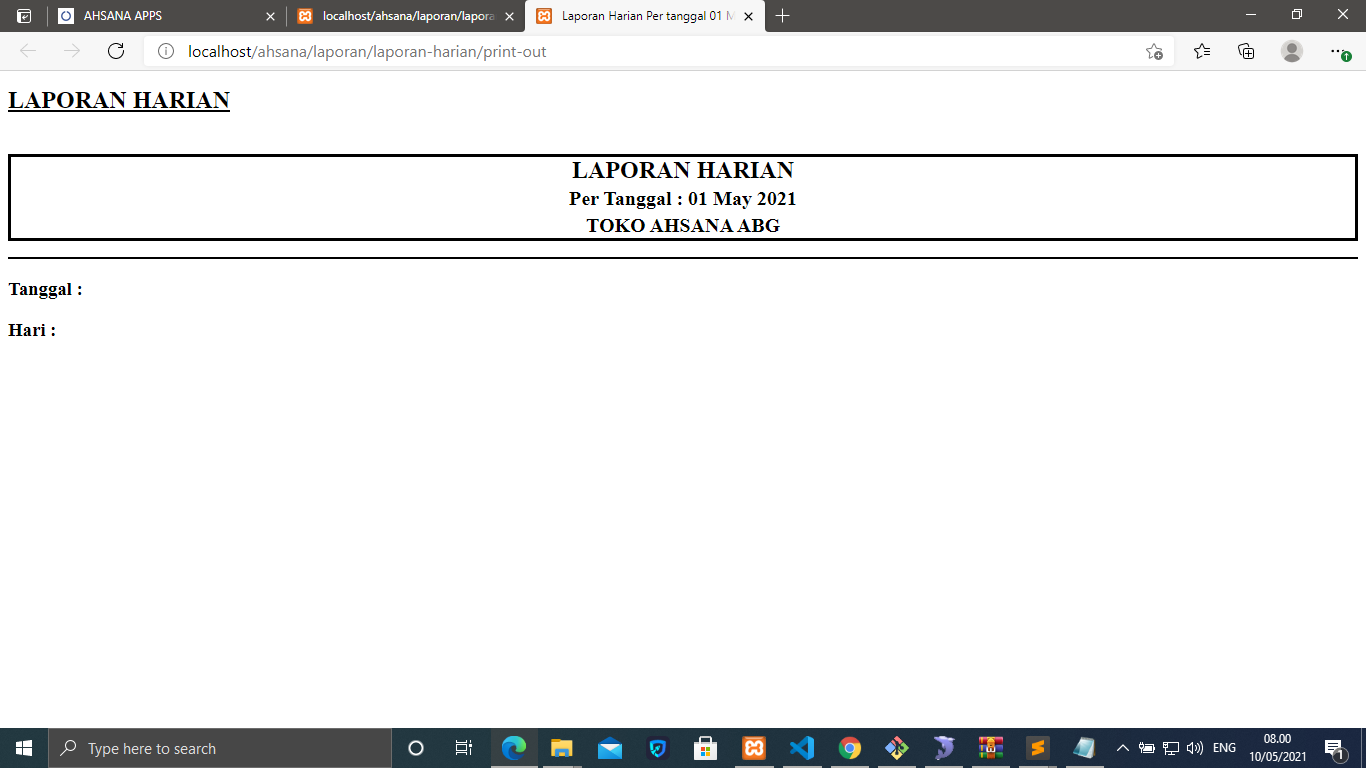 AHSANA APPS
localhost/ahsana/laporan/lapora
Laporan Harian Per tanggal 01 M
localhost/ahsana/laporan/laporan-harian/print-out
LAPORAN HARIAN
LAPORAN HARIAN
Per Tanggal : 01 May 2021
TOKO AHSANA ABG
Tanggal :
Hari :
Type here to search
ENG
08.00
10/05/2021
1